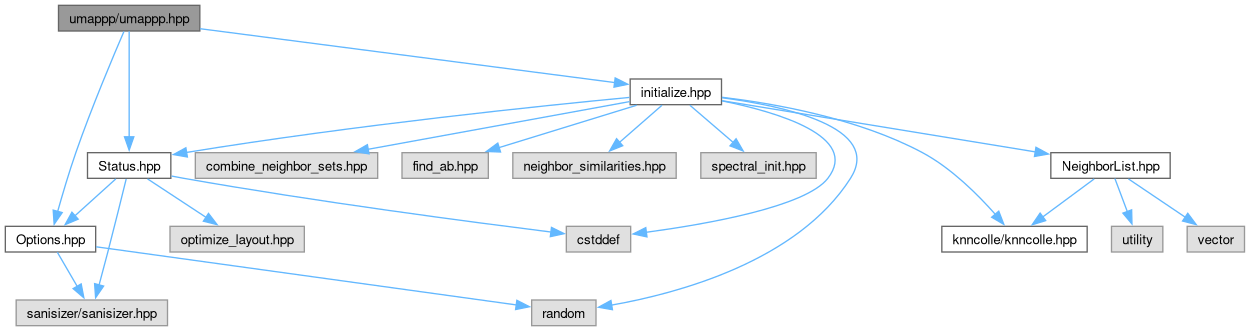 umappp/umappp.hpp
initialize.hpp
Status.hpp
combine_neighbor_sets.hpp
find_ab.hpp
neighbor_similarities.hpp
spectral_init.hpp
NeighborList.hpp
Options.hpp
optimize_layout.hpp
cstddef
knncolle/knncolle.hpp
utility
vector
sanisizer/sanisizer.hpp
random